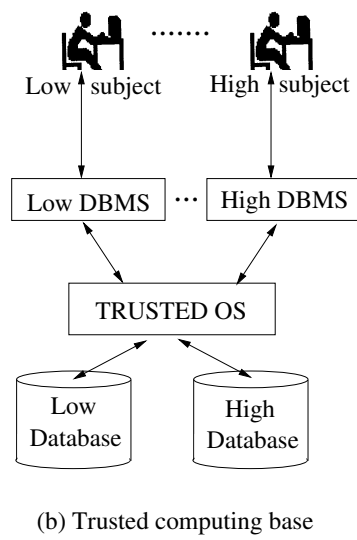 Low subject High subject
Low DBMS ... High DBMS
TRUSTED OS
Low High
Database Database
(b) Trusted computing base